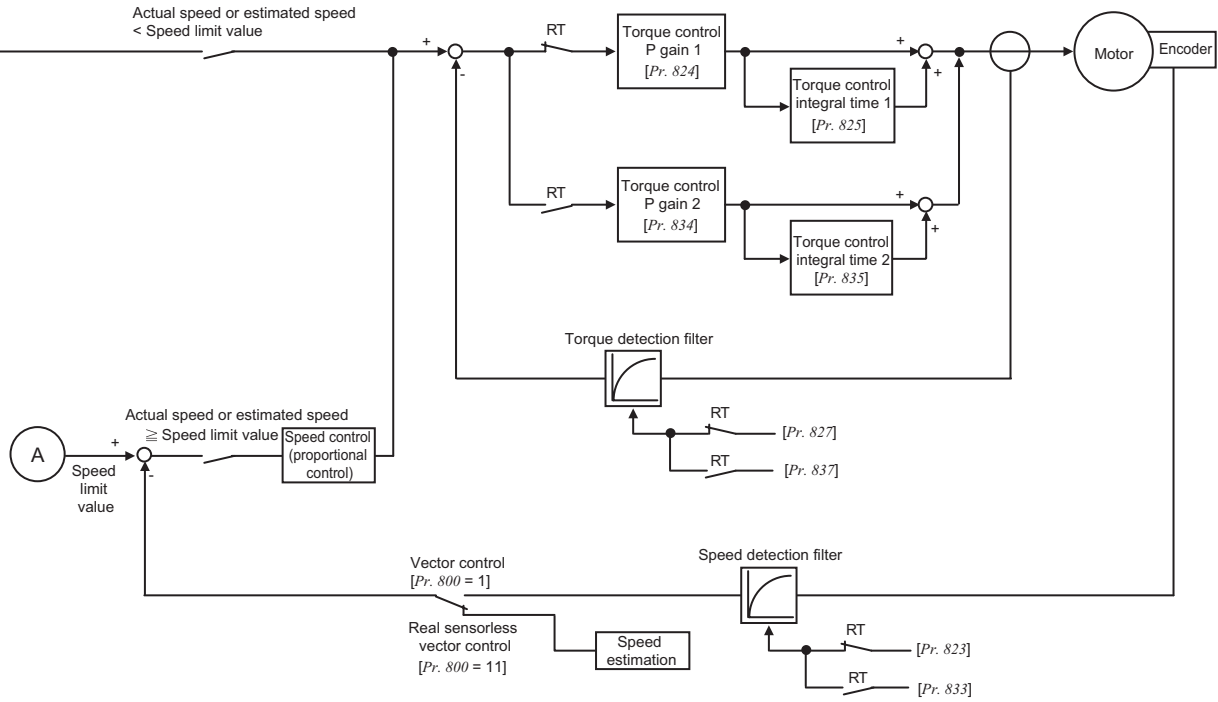 Actual speed or estimated speed
< Speed limit value
+
-
RT
Torque control
P gain 1
[Pr. 824]
+
+
Torque control
integral time 1
[Pr. 825]
Motor
Encoder
RT
Torque control
P gain 2
[Pr. 834]
+
+
Torque control
integral time 2
[Pr. 835]
Torque detection filter
RT
[Pr. 827]
RT
[Pr. 837]
Actual speed or estimated speed
≧ Speed limit value
A
+
-
Speed
limit
value
Speed control
(proportional
control)
Vector control
[Pr. 800 = 1]
Real sensorless
vector control
[Pr. 800 = 11]
Speed
estimation
Speed detection filter
RT
[Pr. 823]
RT
[Pr. 833]